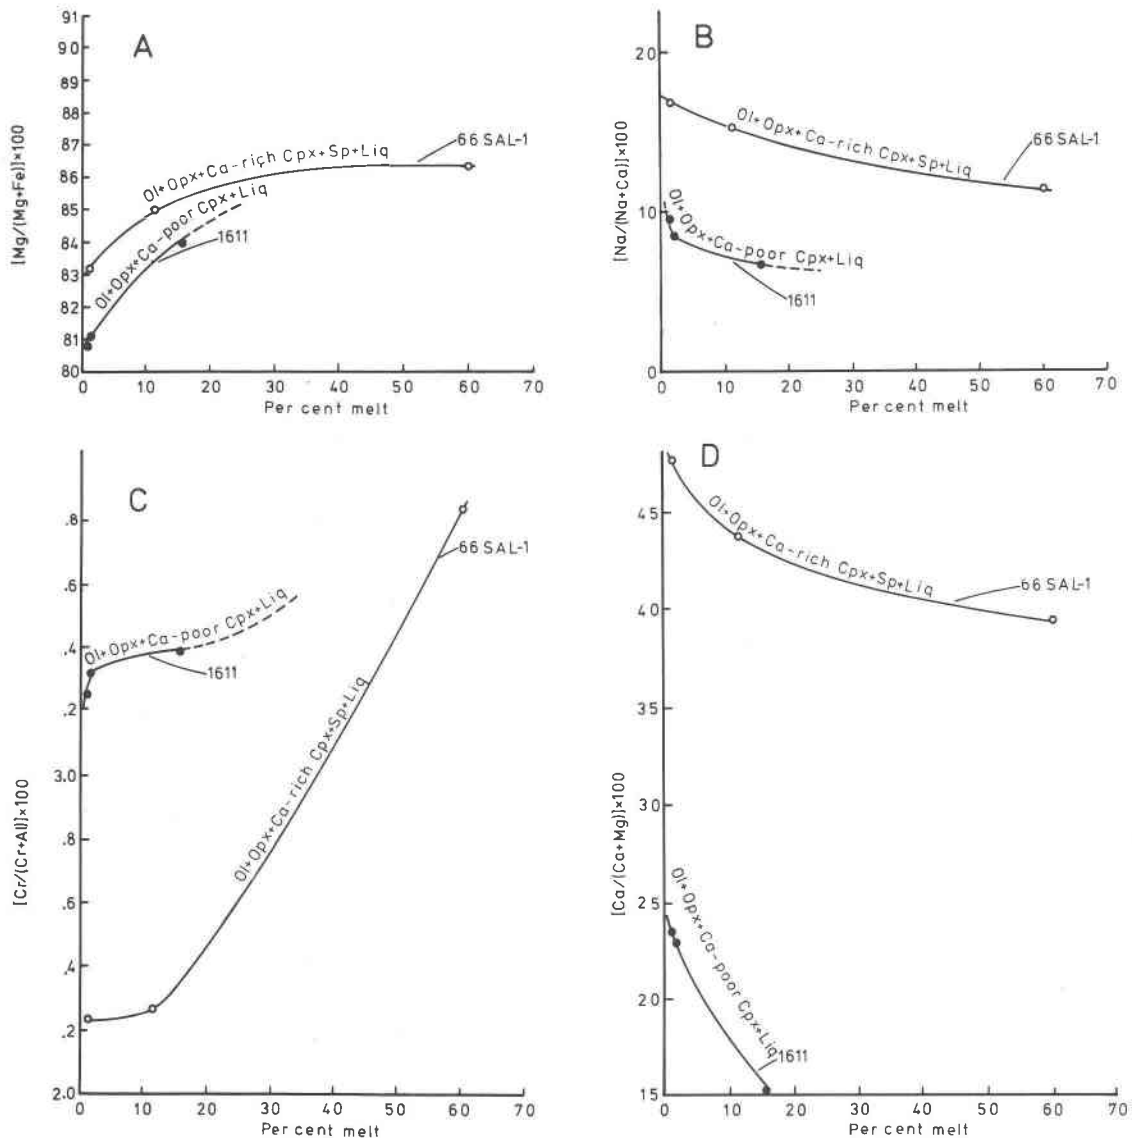 A
[Mg/(Mg+Fe)]×100
91
90
89
88
87
86
85
84
83
82
81
80
Ol+Opx+Ca-rich Cpx+Sp+Liq
66 SAL-1
Ol+Opx+Ca-poor Cpx+Liq
1611
0 10 20 30 40 50 60 70
Per cent melt
B
[Na/(Na+Ca)]×100
20
15
10
5
0
Ol+Opx+Ca-rich Cpx+Sp+Liq
66 SAL-1
Ol+Opx+Ca-poor Cpx+Liq
1611
0 10 20 30 40 50 60 70
Per cent melt
C
[Cr/(Cr+Al)]×100
.8
.6
.4
.2
3.0
.8
.6
.4
.2
2.0
Ol+Opx+Ca-poor Cpx+Liq
1611
66 SAL-1
Ol+Opx+Ca-rich Cpx+Sp+Liq
0 10 20 30 40 50 60 70
Per cent melt
D
[Ca/(Ca+Mg)]×100
45
40
35
30
25
20
15
Ol+Opx+Ca-rich Cpx+Sp+Liq
66 SAL-1
Ol+Opx+Ca-poor Cpx+Liq
1611
0 10 20 30 40 50 60 70
Per cent melt